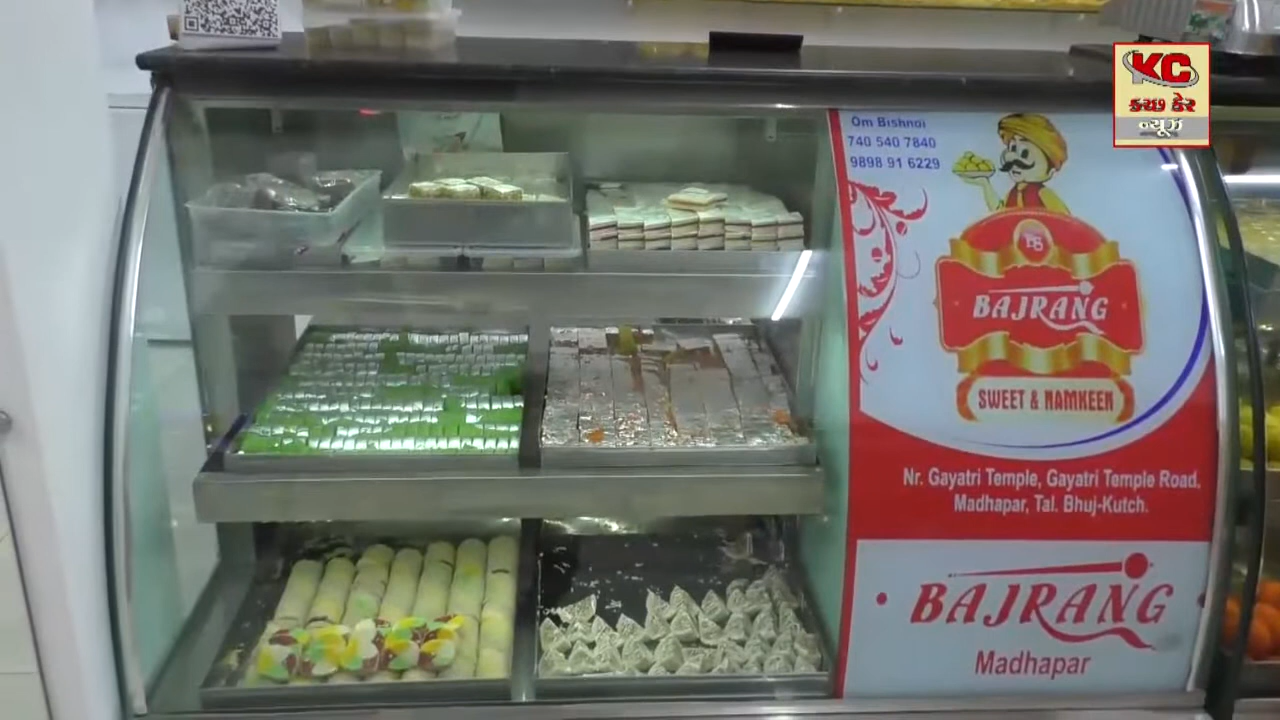 KC
કચ્છ કેર
ન્યૂઝ
Om Bishnoi
740 540 7840
9898 91 6229
BAJRANG
SWEET & NAMKEEN
Nr. Gayatri Temple, Gayatri Temple Road,
Madhapar, Tal. Bhuj-Kutch.
BAJRANG
Madhapar